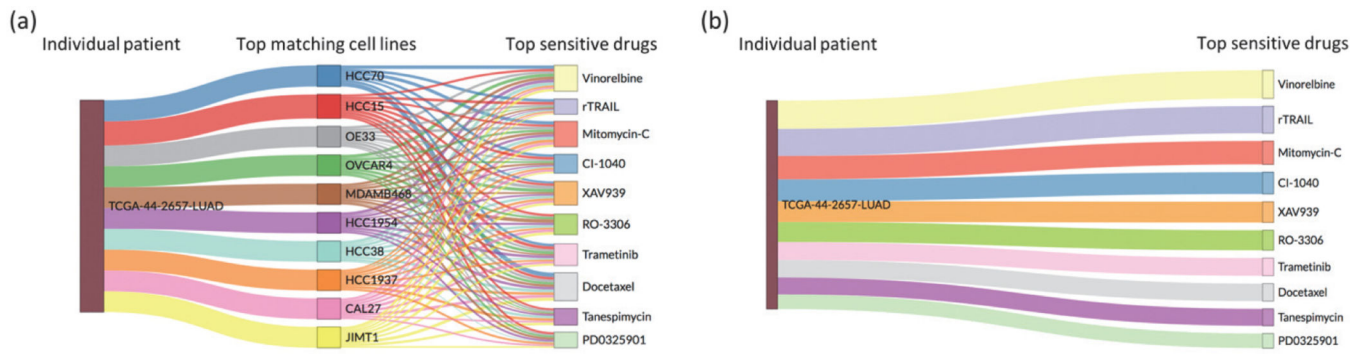 (a)
Individual patient
Top matching cell lines
Top sensitive drugs
TCGA-44-2657-LUAD
HCC70
HCC15
OE33
OVCAR4
MDAMB468
HCC1954
HCC38
HCC1937
CAL27
JIMT1
Vinorelbine
rTRAIL
Mitomycin-C
CI-1040
XAV939
RO-3306
Trametinib
Docetaxel
Tanespimycin
PD0325901
(b)
Individual patient
Top sensitive drugs
TCGA-44-2657-LUAD
Vinorelbine
rTRAIL
Mitomycin-C
CI-1040
XAV939
RO-3306
Trametinib
Docetaxel
Tanespimycin
PD0325901